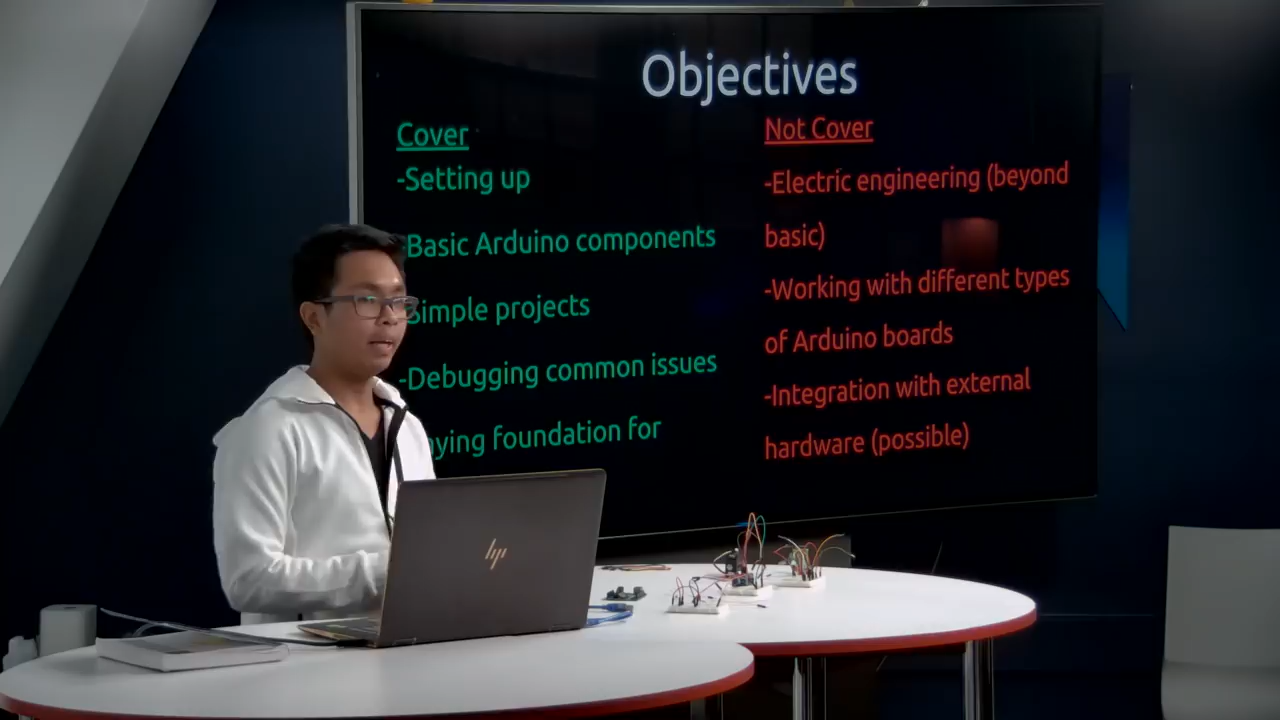 Objectives
Cover
-Setting up
Basic Arduino components
Simple projects
-Debugging common issues
foundation for
Not Cover
-Electric engineering (beyond
basic)
-Working with different types
of Arduino boards
-Integration with external
hardware (possible)
hp